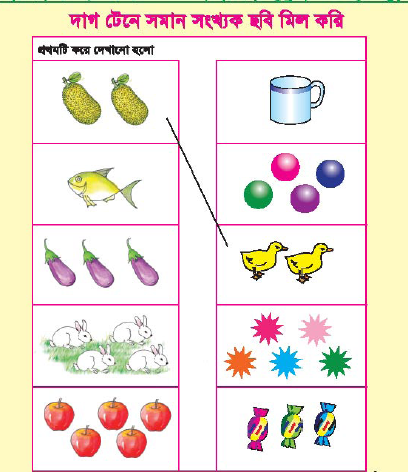 দাগ টেনে সমান সংখ্যক ছবি মিল করি
প্রথমটি করে দেখানো হলো